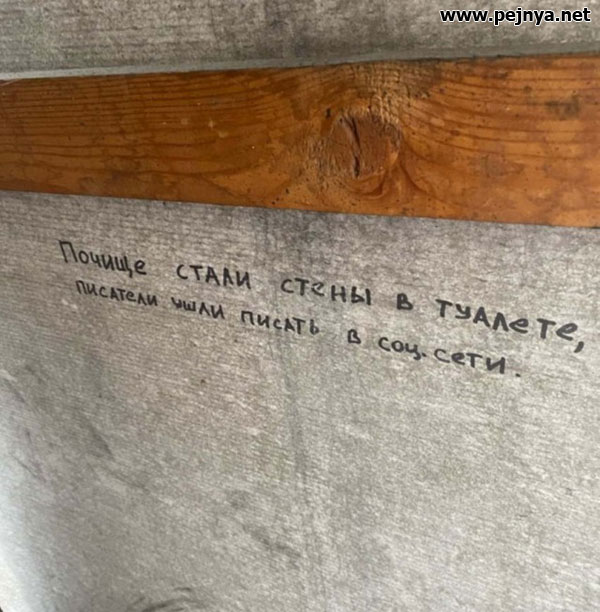 www.pejnya.net
Почище стали стены в туалете,
писатели ушли писать в соц.сети.